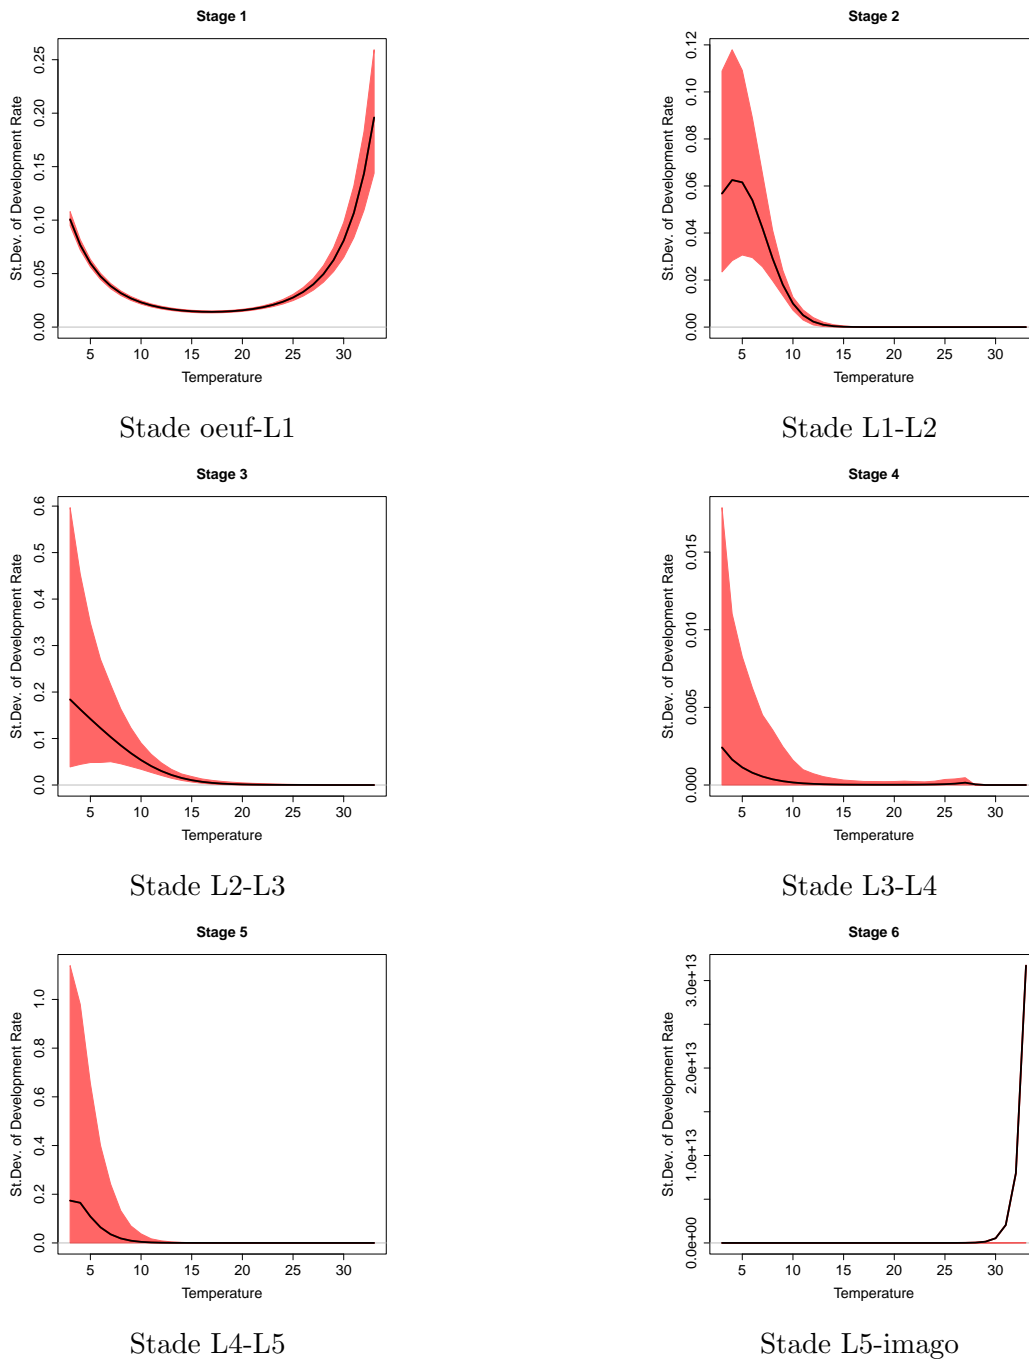 Stage 1
St.Dev. of Development Rate
0.00 0.05 0.10 0.15 0.20 0.25
5 10 15 20 25 30
Temperature
Stade oeuf-L1
Stage 2
St.Dev. of Development Rate
0.00 0.02 0.04 0.06 0.08 0.10 0.12
5 10 15 20 25 30
Temperature
Stade L1-L2
Stage 3
St.Dev. of Development Rate
0.0 0.1 0.2 0.3 0.4 0.5 0.6
5 10 15 20 25 30
Temperature
Stade L2-L3
Stage 4
St.Dev. of Development Rate
0.000 0.005 0.010 0.015
5 10 15 20 25 30
Temperature
Stade L3-L4
Stage 5
St.Dev. of Development Rate
0.0 0.2 0.4 0.6 0.8 1.0
5 10 15 20 25 30
Temperature
Stade L4-L5
Stage 6
St.Dev. of Development Rate
0.0e+00 1.0e+13 2.0e+13 3.0e+13
5 10 15 20 25 30
Temperature
Stade L5-imago